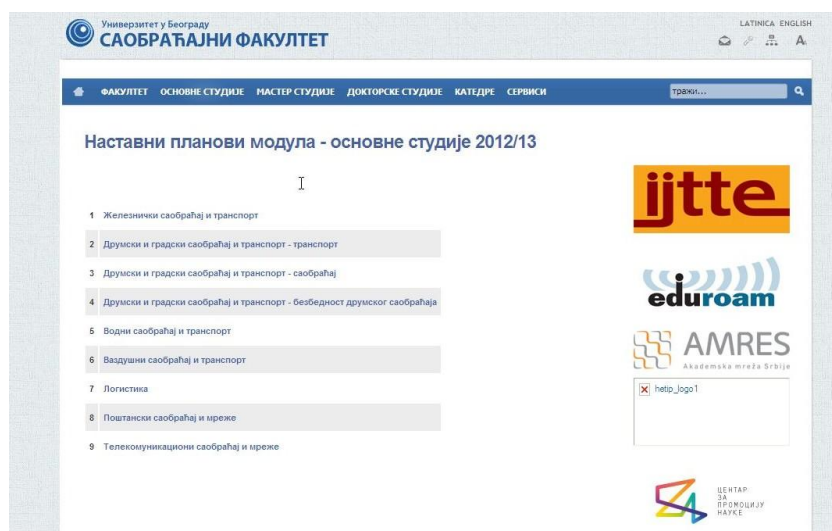 Универзитет у Београду
САОБРАЋАЈНИ ФАКУЛТЕТ
LATINICA ENGLISH
ФАКУЛТЕТ ОСНОВНЕ СТУДИЈЕ МАСТЕР СТУДИЈЕ ДОКТОРСКЕ СТУДИЈЕ КАТЕДРЕ СЕРВИСИ
тражи...
Наставни планови модула - основне студије 2012/13
1 Железнички саобраћај и транспорт
2 Друмски и градски саобраћај и транспорт - транспорт
3 Друмски и градски саобраћај и транспорт - саобраћај
4 Друмски и градски саобраћај и транспорт - безбедност друмског саобраћаја
5 Водни саобраћај и транспорт
6 Ваздушни саобраћај и транспорт
7 Логистика
8 Поштански саобраћај и мреже
9 Телекомуникациони саобраћај и мреже
ijtte
eduroam
AMRES
Akademska mreža Srbije
hetip_logo1
ЦЕНТАР
ЗА
ПРОМОЦИЈУ
НАУКЕ